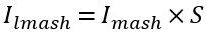 I_lmash = I_mash × S